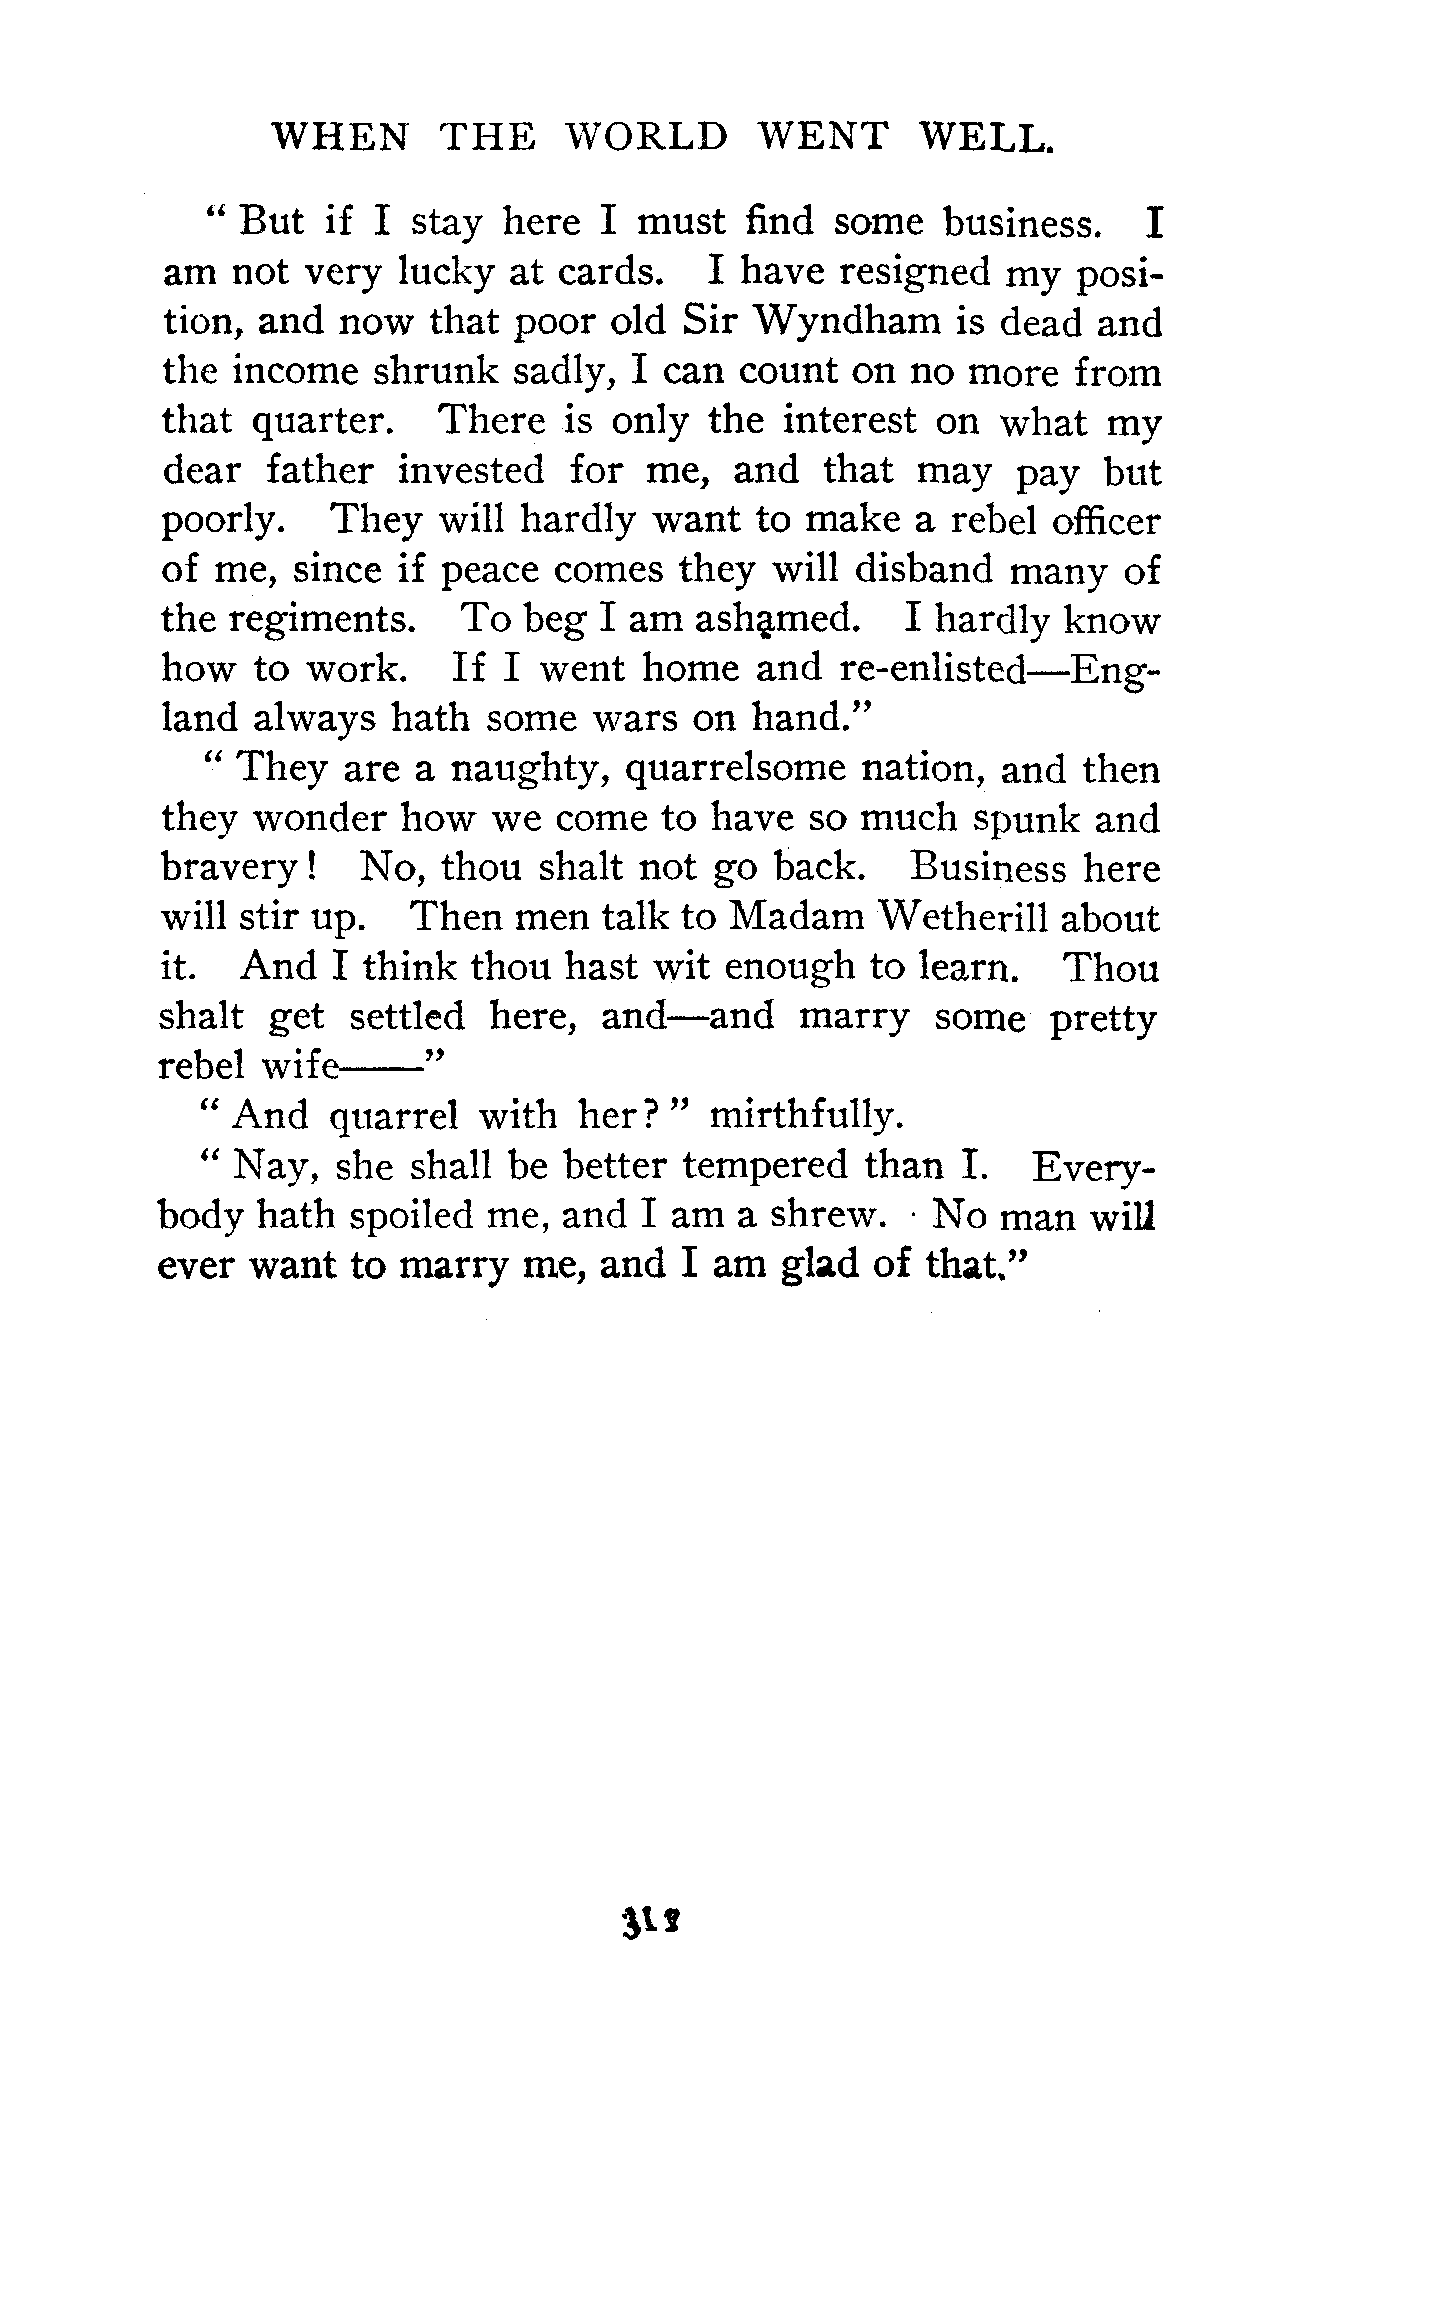 WHEN THE WORLD WENT WELL.
“ But if I stay here I must find some business. I
am not very lucky at cards. I have resigned my posi-
tion, and now that poor old Sir Wyndham is dead and
the income shrunk sadly, I can count on no more from
that quarter. There is only the interest on what my
dear father invested for me, and that may pay but
poorly. They will hardly want to make a rebel officer
of me, since if peace comes they will disband many of
the regiments. To beg I am ashamed. I hardly know
how to work. If I went home and re-enlisted—Eng-
land always hath some wars on hand.”
“ They are a naughty, quarrelsome nation, and then
they wonder how we come to have so much spunk and
bravery! No, thou shalt not go back. Business here
will stir up. Then men talk to Madam Wetherill about
it. And I think thou hast wit enough to learn. Thou
shalt get settled here, and—and marry some pretty
rebel wife——”
“ And quarrel with her? ” mirthfully.
“ Nay, she shall be better tempered than I. Every-
body hath spoiled me, and I am a shrew. No man will
ever want to marry me, and I am glad of that.”